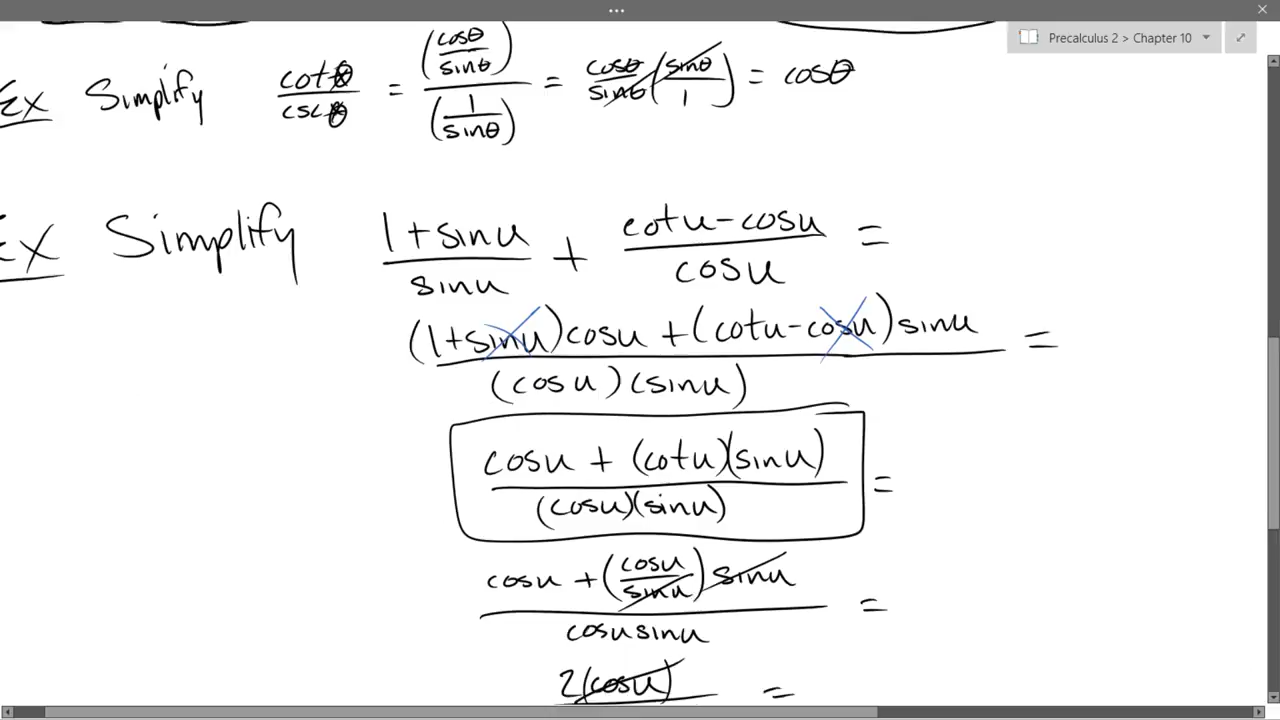 Precalculus 2 > Chapter 10
Ex Simplify cotθ/cscθ = (cosθ/sinθ)/(1/sinθ) = cosθ/sinθ (sinθ/1) = cosθ
Ex Simplify (1+sinu)/sinu + (cotu-cosu)/cosu =
((1+sinu)cosu + (cotu-cosu)sinu)/((cosu)(sinu)) =
(cosu + (cotu)(sinu))/((cosu)(sinu)) =
(cosu + (cosu/sinu)sinu)/(cosusinu) =
2(cosu) =